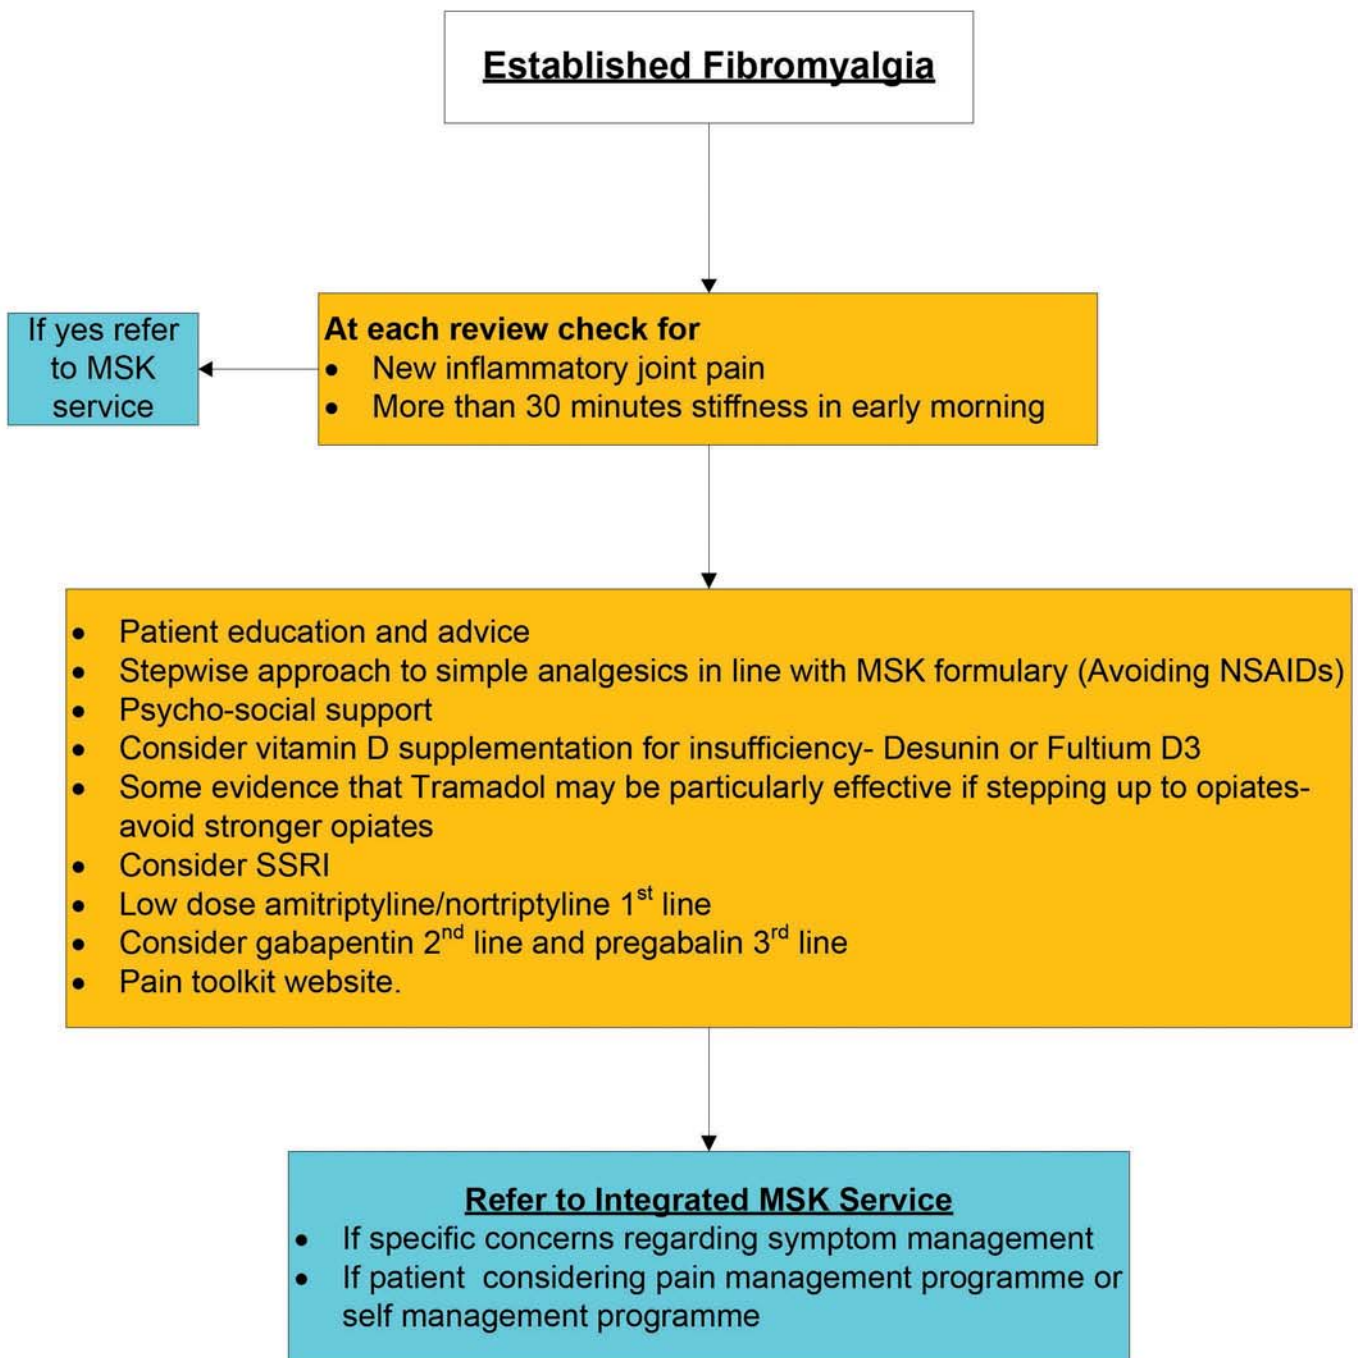 Established Fibromyalgia
If yes refer
to MSK
service
At each review check for
• New inflammatory joint pain
• More than 30 minutes stiffness in early morning
• Patient education and advice
• Stepwise approach to simple analgesics in line with MSK formulary (Avoiding NSAIDs)
• Psycho-social support
• Consider vitamin D supplementation for insufficiency- Desunin or Fultium D3
• Some evidence that Tramadol may be particularly effective if stepping up to opiates-
avoid stronger opiates
• Consider SSRI
• Low dose amitriptyline/nortriptyline 1st line
• Consider gabapentin 2nd line and pregabalin 3rd line
• Pain toolkit website.
Refer to Integrated MSK Service
• If specific concerns regarding symptom management
• If patient considering pain management programme or
self management programme